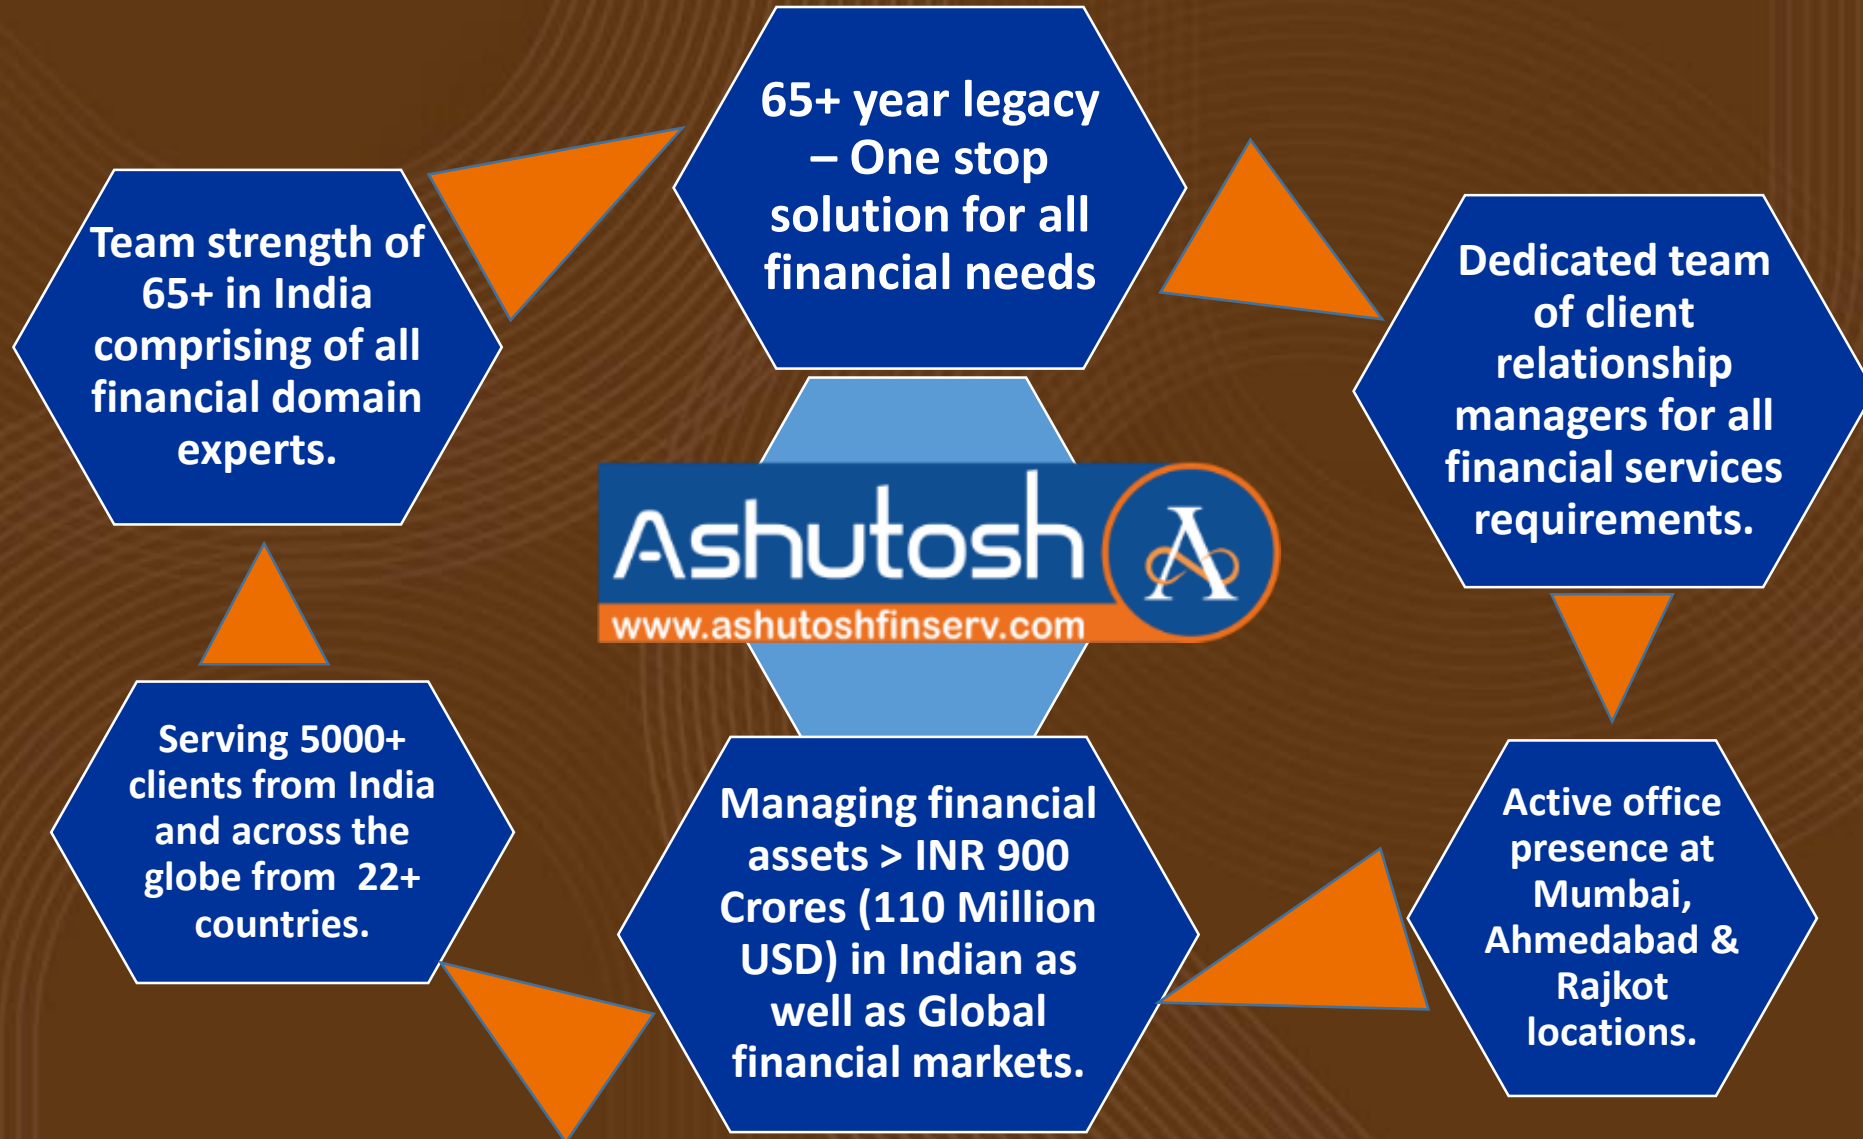 65+ year legacy
– One stop
solution for all
financial needs
Dedicated team
of client
relationship
managers for all
financial services
requirements.
Active office
presence at
Mumbai,
Ahmedabad &
Rajkot
locations.
Managing financial
assets > INR 900
Crores (110 Million
USD) in Indian as
well as Global
financial markets.
Serving 5000+
clients from India
and across the
globe from  22+
countries.
Team strength of
65+ in India
comprising of all
financial domain
experts.
Ashutosh A
www.ashutoshfinserv.com